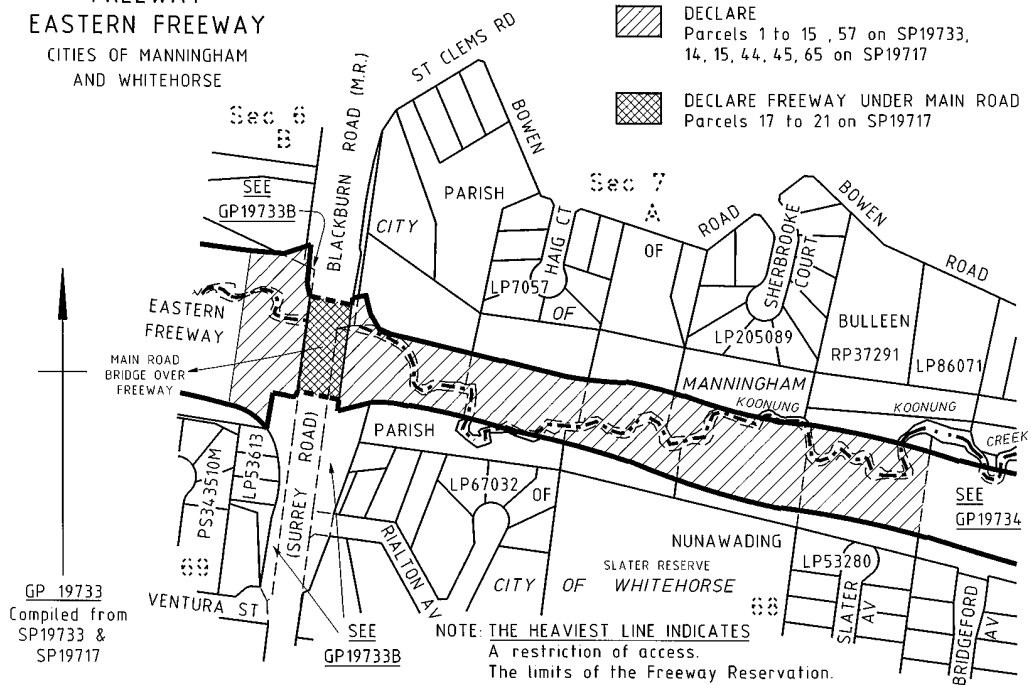 FREEWAY
EASTERN FREEWAY
CITIES OF MANNINGHAM
AND WHITEHORSE
DECLARE
Parcels 1 to 15 , 57 on SP19733,
14, 15, 44, 45, 65 on SP19717
DECLARE FREEWAY UNDER MAIN ROAD
Parcels 17 to 21 on SP19717
Sec 6
B
BLACKBURN ROAD (M.R.)
ST CLEMS RD
BOWEN
ROAD
BOWEN
ROAD
Sec 7
A
SEE
GP19733B
CITY
PARISH
HAIG CT
OF
SHERBROOKE
COURT
LP7057
OF
LP205089
BULLEEN
RP37291
LP86071
EASTERN
FREEWAY
MAIN ROAD
BRIDGE OVER
FREEWAY
MANNINGHAM
KOONUNG
KOONUNG
CREEK
PS343510M
LP53613
(SURREY ROAD)
PARISH
LP67032
OF
RIALTON AV
NUNAWADING
SLATER RESERVE
CITY OF WHITEHORSE
LP53280
SLATER
AV
BRIDGEFORD
AV
SEE
GP19734
69
68
VENTURA ST
SEE
GP19733B
GP 19733
Compiled from
SP19733 &
SP19717
NOTE: THE HEAVIEST LINE INDICATES
A restriction of access.
The limits of the Freeway Reservation.